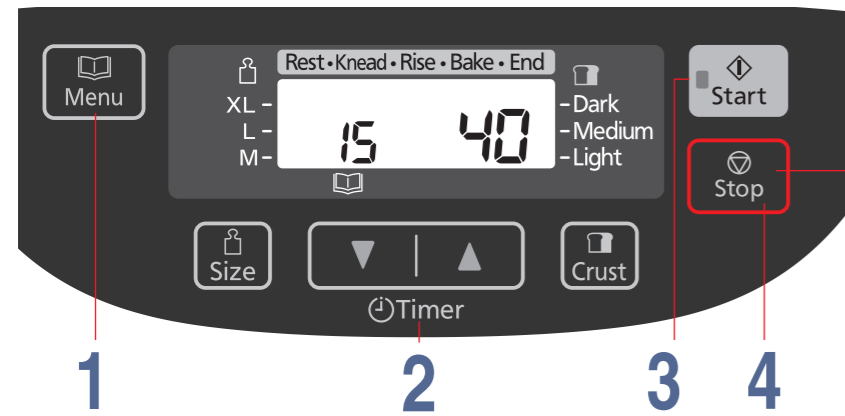 Menu
Rest • Knead • Rise • Bake • End
XL -
L -
M -
15 40
- Dark
- Medium
- Light
Start
Stop
Size
Timer
Crust
1
2
3
4